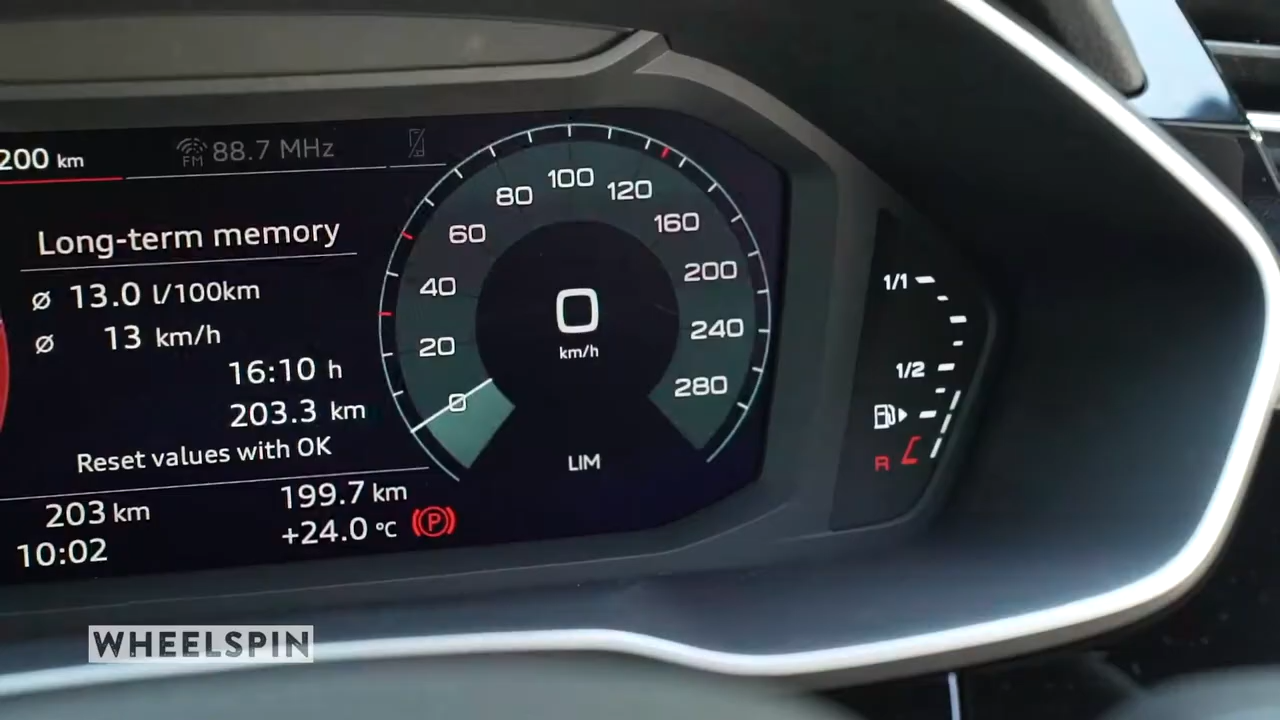 200 km
FM 88.7 MHz
Long-term memory
ø 13.0 l/100km
ø 13 km/h
16:10 h
203.3 km
Reset values with OK
203 km 199.7 km
10:02 +24.0 °C
P
0
20
40
60
80
100
120
160
200
240
280
0
km/h
LIM
1/1
1/2
R
WHEELSPIN